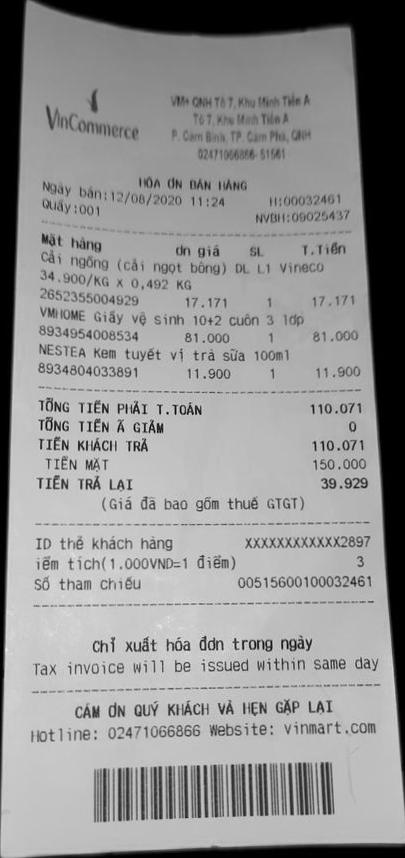 VinCommerce
VM+ QNH Tổ 7, Khu Minh Tiến A
Tổ 7, Khu Minh Tiến A
P. Cẩm Bình, TP. Cẩm Phả, QNH
02471066866-51561
HÓA ĐƠN BÁN HÀNG
Ngày bán:12/08/2020 11:24 H:00032461
Quầy:001 NVBH:09025437
Mặt hàng đn giá SL T.Tiền
Cải ngồng (cải ngọt bông) DL L1 Vineco
34.900/KG X 0,492 KG
2652355004929 17.171 1 17.171
VMHOME Giấy vệ sinh 10+2 cuôn 3 lớp
8934954008534 81.000 1 81.000
NESTEA Kem tuyết vị trà sữa 100ml
8934804033891 11.900 1 11.900
TỔNG TIỀN PHẢI T.TOÁN 110.071
TỔNG TIỀN Ã GIẢM 0
TIỀN KHÁCH TRẢ 110.071
TIỀN MẶT 150.000
TIỀN TRẢ LẠI 39.929
(Giá đã bao gồm thuế GTGT)
ID thẻ khách hàng XXXXXXXXXXXX2897
iểm tích(1.000VND=1 điểm) 3
Số tham chiếu 00515600100032461
Chỉ xuất hóa đơn trong ngày
Tax invoice will be issued within same day
CẢM ƠN QUÝ KHÁCH VÀ HẸN GẶP LẠI
Hotline: 02471066866 Website: vinmart.com